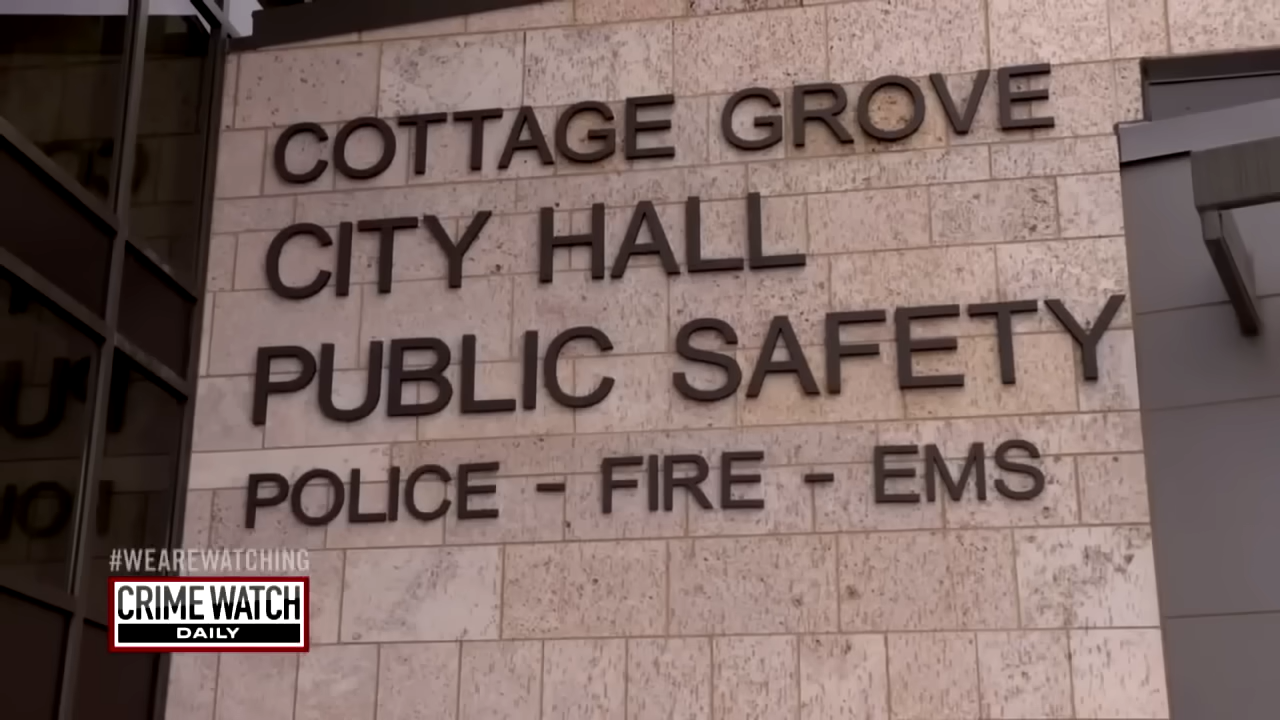 COTTAGE GROVE
CITY HALL
PUBLIC SAFETY
POLICE - FIRE - EMS
#WEAREWATCHING
CRIME WATCH
DAILY